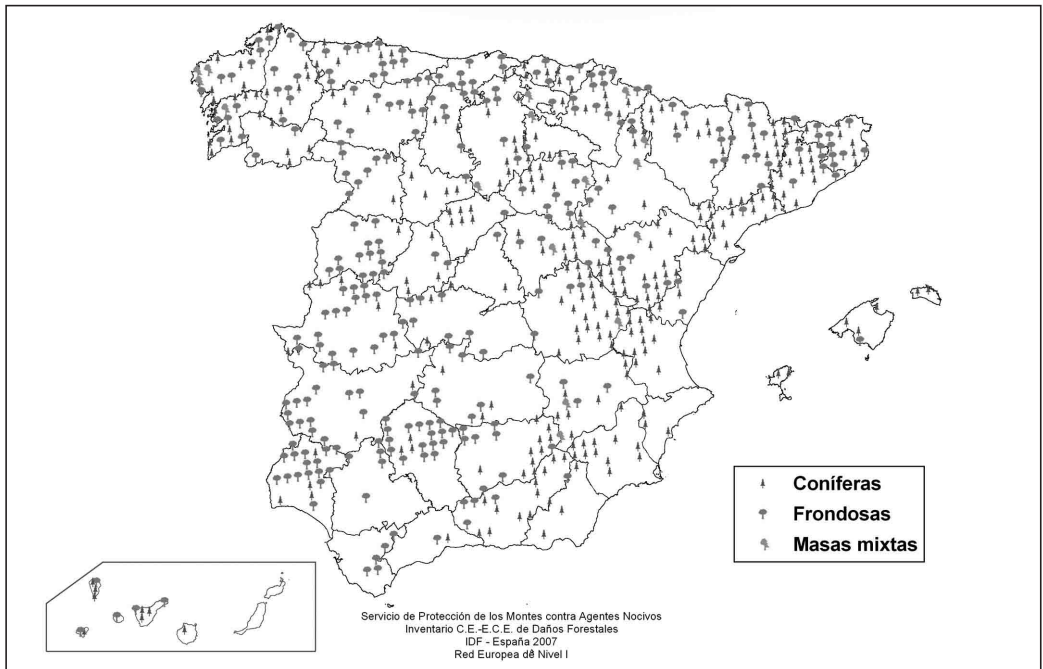 Coníferas
Frondosas
Masas mixtas
Servicio de Protección de los Montes contra Agentes Nocivos
Inventario C.E.-E.C.E. de Daños Forestales
IDF - España 2007
Red Europea de Nivel I